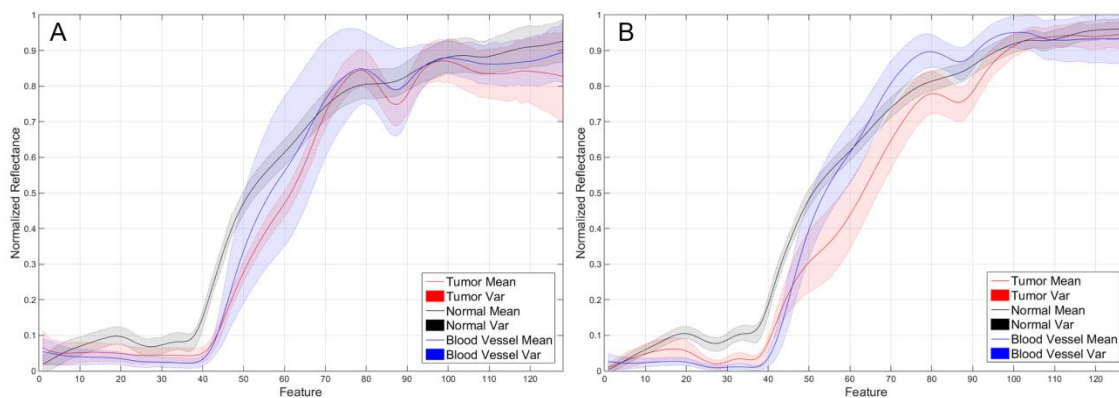 A
1
0.9
0.8
0.7
0.6
0.5
0.4
0.3
0.2
0.1
0
0 10 20 30 40 50 60 70 80 90 100 110 120
Normalized Reflectance
Feature
Tumor Mean
Tumor Var
Normal Mean
Normal Var
Blood Vessel Mean
Blood Vessel Var
B
1
0.9
0.8
0.7
0.6
0.5
0.4
0.3
0.2
0.1
0
0 10 20 30 40 50 60 70 80 90 100 110 120
Normalized Reflectance
Feature
Tumor Mean
Tumor Var
Normal Mean
Normal Var
Blood Vessel Mean
Blood Vessel Var